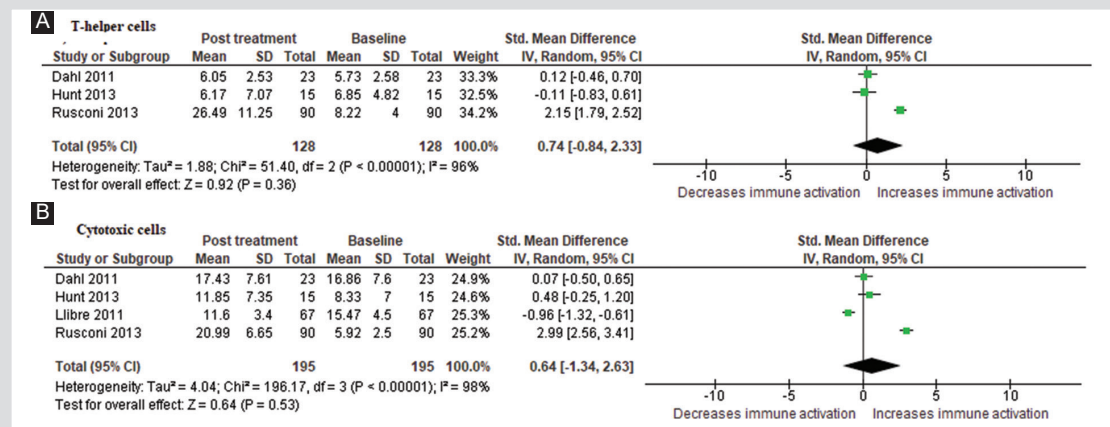 A
T-helper cells
Post treatment Baseline Std. Mean Difference Std. Mean Difference
Study or Subgroup Mean SD Total Mean SD Total Weight IV, Random, 95% CI IV, Random, 95% CI
Dahl 2011 6.05 2.53 23 5.73 2.58 23 33.3% 0.12 [-0.46, 0.70]
Hunt 2013 6.17 7.07 15 6.85 4.82 15 32.5% -0.11 [-0.83, 0.61]
Rusconi 2013 26.49 11.25 90 8.22 4 90 34.2% 2.15 [1.79, 2.52]
Total (95% CI) 128 128 100.0% 0.74 [-0.84, 2.33]
Heterogeneity: Tau² = 1.88; Chi² = 51.40, df = 2 (P < 0.00001); I² = 96%
Test for overall effect: Z = 0.92 (P = 0.36)
-10 -5 0 5 10
Decreases immune activation Increases immune activation
B
Cytotoxic cells
Post treatment Baseline Std. Mean Difference Std. Mean Difference
Study or Subgroup Mean SD Total Mean SD Total Weight IV, Random, 95% CI IV, Random, 95% CI
Dahl 2011 17.43 7.61 23 16.86 7.6 23 24.9% 0.07 [-0.50, 0.65]
Hunt 2013 11.85 7.35 15 8.33 7 15 24.6% 0.48 [-0.25, 1.20]
Llibre 2011 11.6 3.4 67 15.47 4.5 67 25.3% -0.96 [-1.32, -0.61]
Rusconi 2013 20.99 6.65 90 5.92 2.5 90 25.2% 2.99 [2.56, 3.41]
Total (95% CI) 195 195 100.0% 0.64 [-1.34, 2.63]
Heterogeneity: Tau² = 4.04; Chi² = 196.17, df = 3 (P < 0.00001); I² = 98%
Test for overall effect: Z = 0.64 (P = 0.53)
-10 -5 0 5 10
Decreases immune activation Increases immune activation